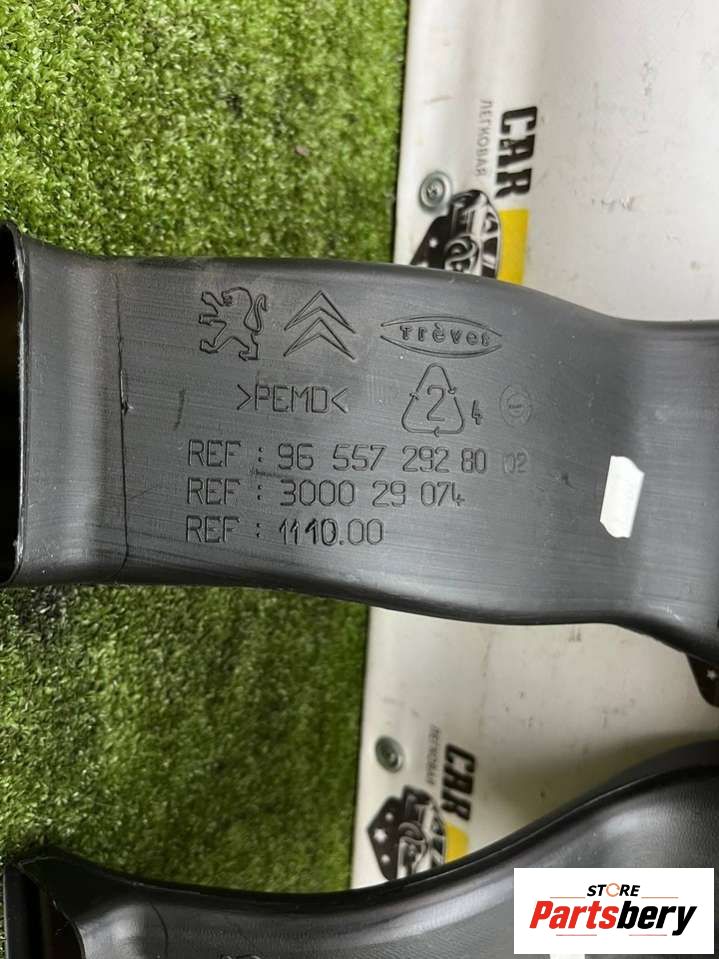 CAR
ЛЕГКОВАЯ
Trèves
>PEMD<
2 4
REF : 96 557 292 80 02
REF : 3000 29 074
REF : 1110.00
CAR
ЛЕГКОВАЯ
STORE
Partsbery